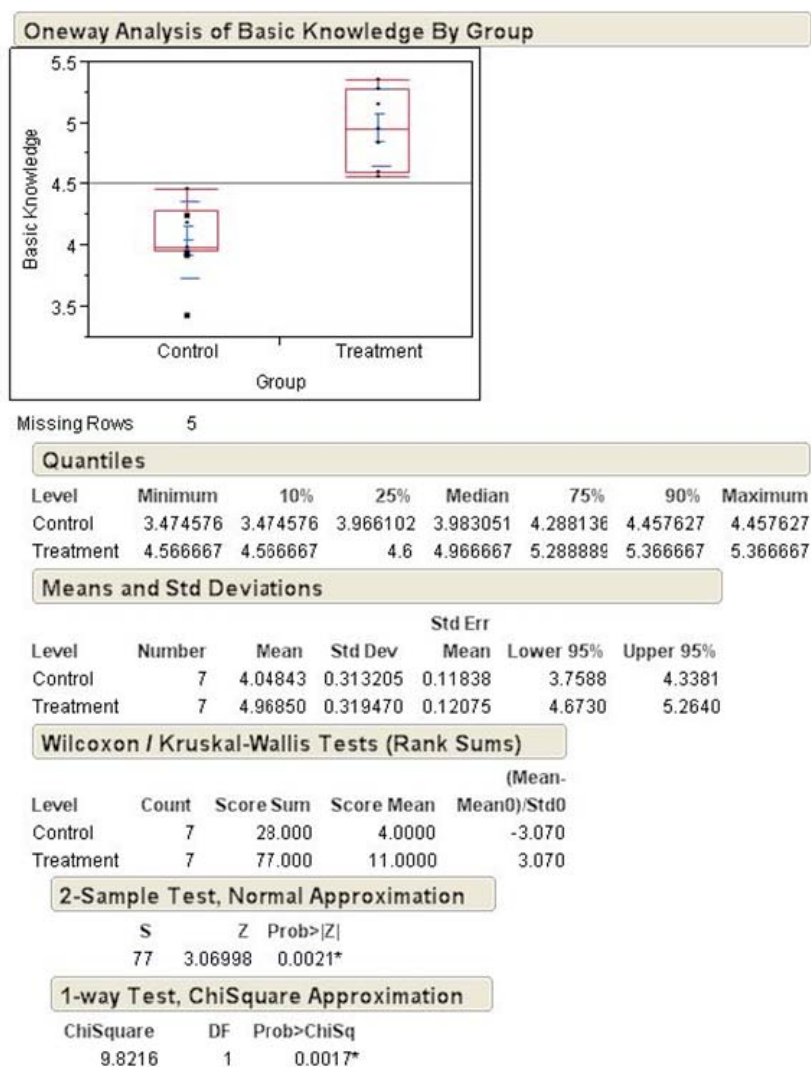 Oneway Analysis of Basic Knowledge By Group
5.5
5
4.5
4
3.5
Basic Knowledge
Control Treatment
Group
Missing Rows 5
Quantiles
Level Minimum 10% 25% Median 75% 90% Maximum
Control 3.474576 3.474576 3.966102 3.983051 4.288136 4.457627 4.457627
Treatment 4.566667 4.566667 4.6 4.966667 5.288889 5.366667 5.366667
Means and Std Deviations
Std Err
Level Number Mean Std Dev Mean Lower 95% Upper 95%
Control 7 4.04843 0.313205 0.11838 3.7588 4.3381
Treatment 7 4.96850 0.319470 0.12075 4.6730 5.2640
Wilcoxon / Kruskal-Wallis Tests (Rank Sums)
(Mean-
Level Count Score Sum Score Mean Mean0)/Std0
Control 7 28.000 4.0000 -3.070
Treatment 7 77.000 11.0000 3.070
2-Sample Test, Normal Approximation
S Z Prob>|Z|
77 3.06998 0.0021*
1-way Test, ChiSquare Approximation
ChiSquare DF Prob>ChiSq
9.8216 1 0.0017*